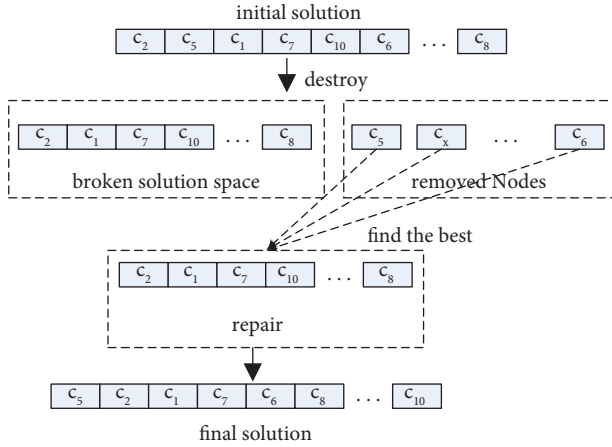 initial solution
c2 c5 c1 c7 c10 c6 ... c8
destroy
c2 c1 c7 c10 ... c8
c5 cx ... c6
broken solution space
removed Nodes
find the best
c2 c1 c7 c10 ... c8
repair
c5 c2 c1 c7 c6 c8 ... c10
final solution